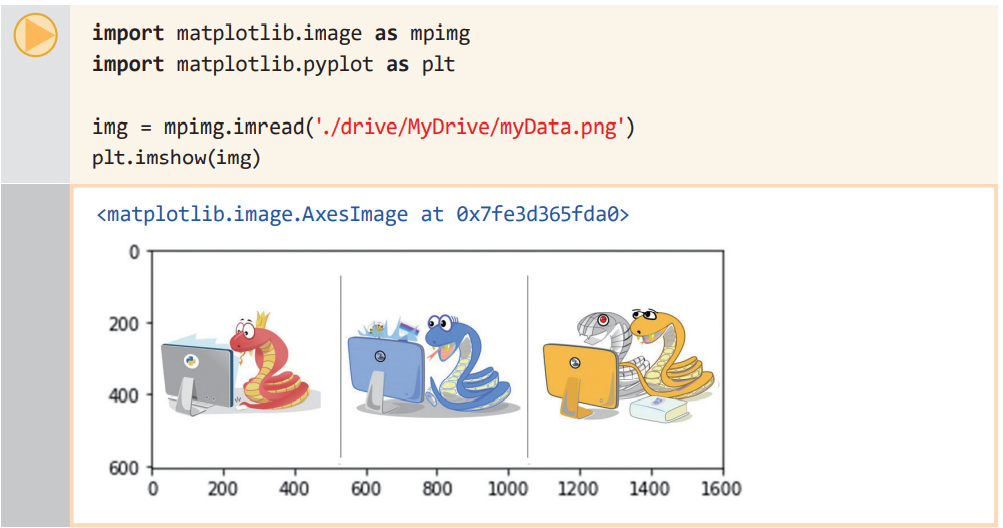 import matplotlib.image as mpimg
import matplotlib.pyplot as plt
img = mpimg.imread('./drive/MyDrive/myData.png')
plt.imshow(img)
<matplotlib.image.AxesImage at 0x7fe3d365fda0>
0
200
400
600
0 200 400 600 800 1000 1200 1400 1600